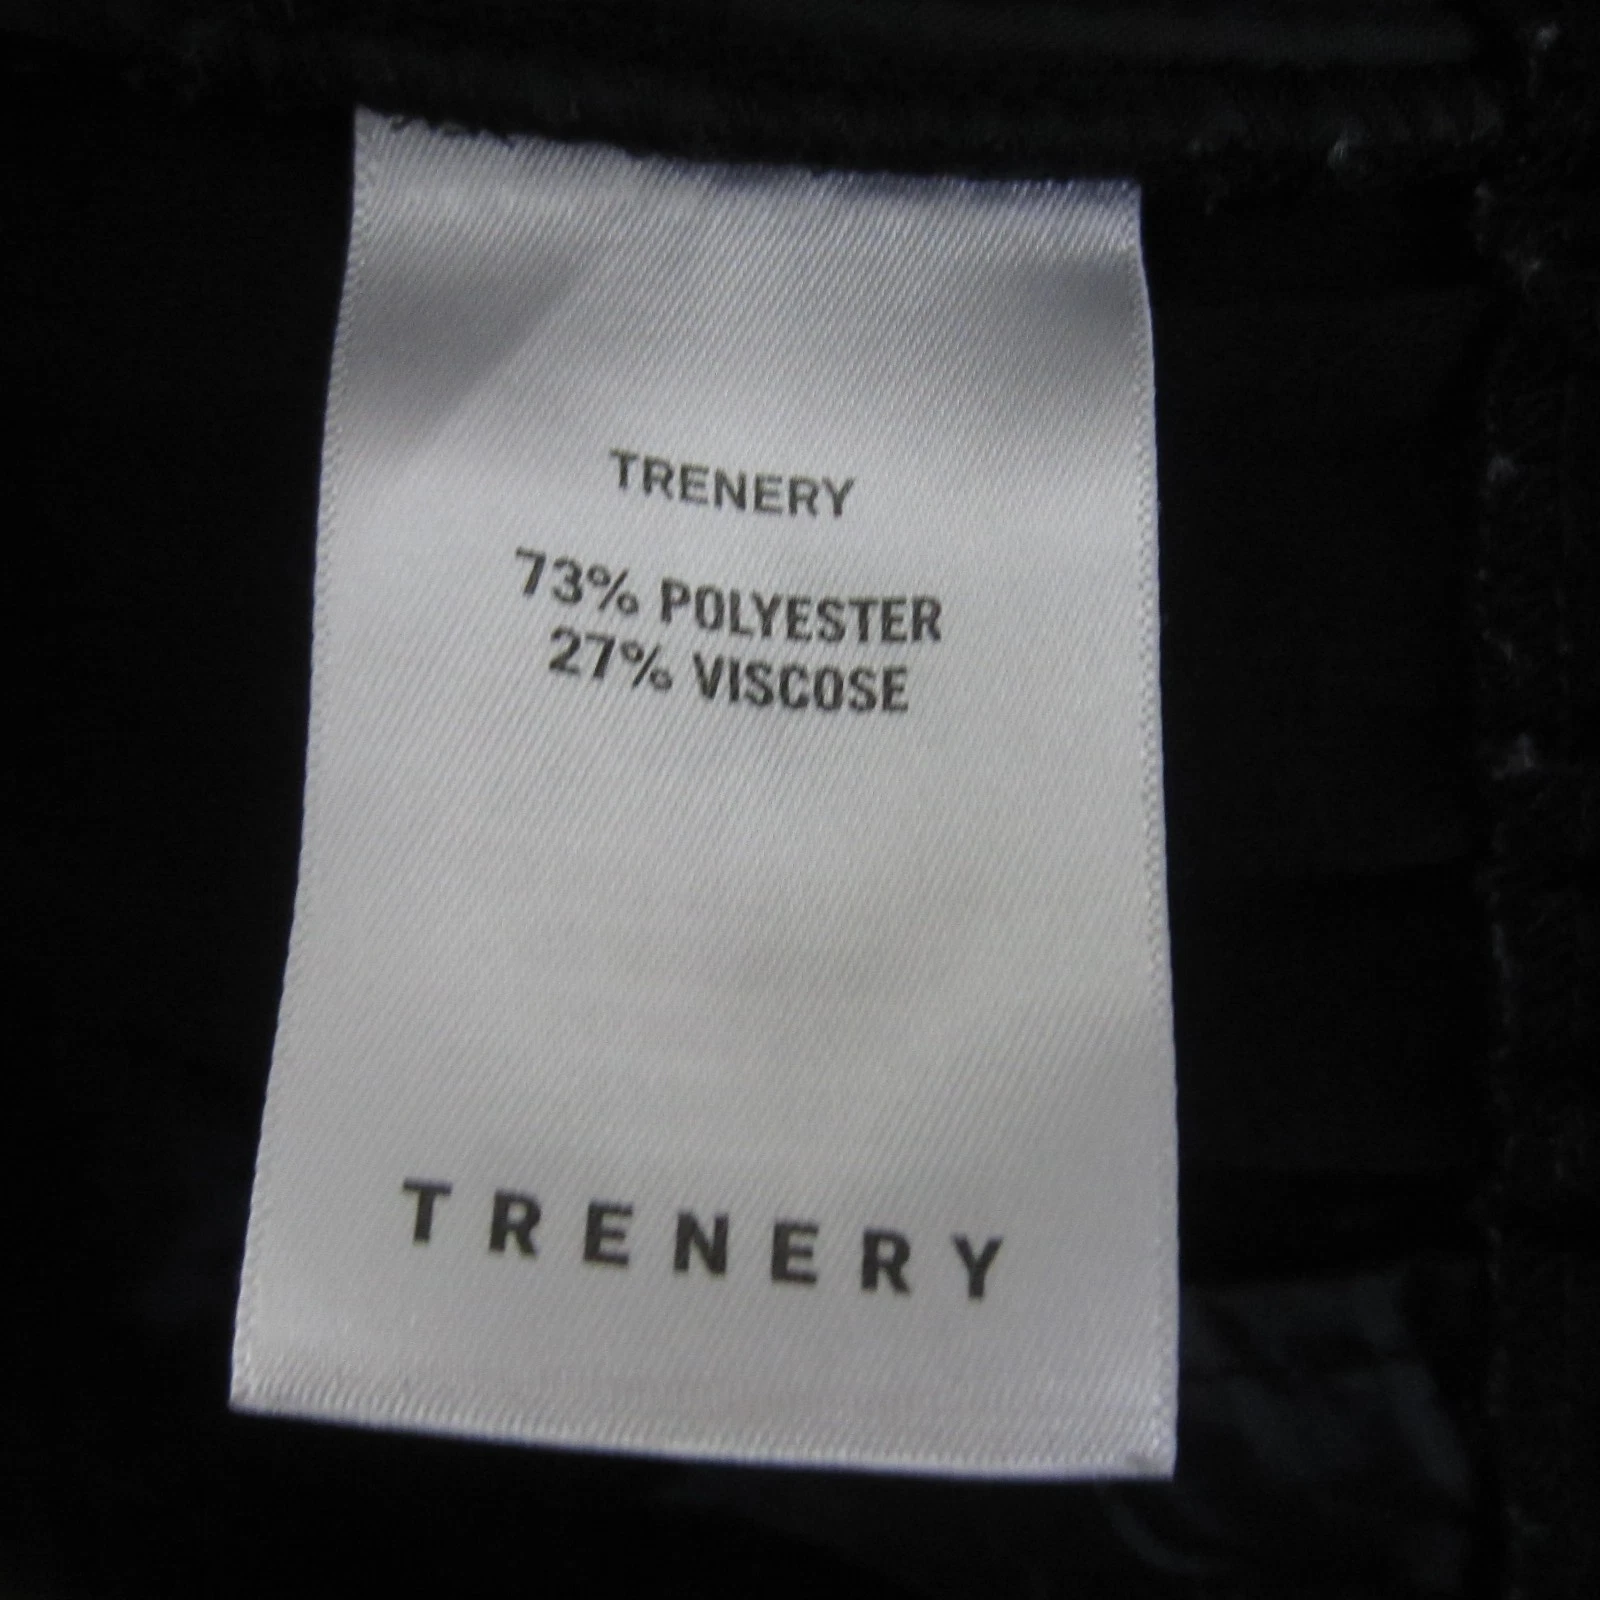 TRENERY
73% POLYESTER
27% VISCOSE
TRENERY